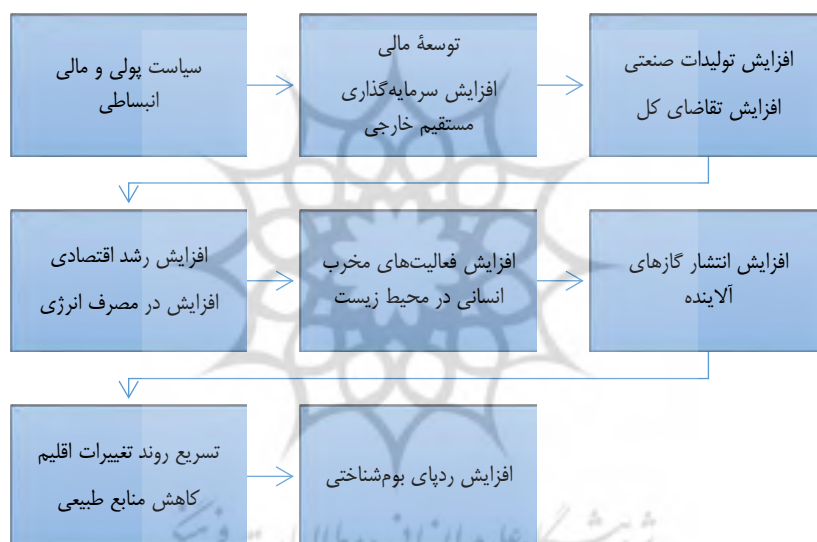 سیاست پولی و مالی
انبساطی
توسعۀ مالی
افزایش سرمایه‌گذاری
مستقیم خارجی
افزایش تولیدات صنعتی
افزایش تقاضای کل
افزایش رشد اقتصادی
افزایش در مصرف انرژی
افزایش فعالیت‌های مخرب
انسانی در محیط زیست
افزایش انتشار گازهای
آلاینده
تسریع روند تغییرات اقلیم
کاهش منابع طبیعی
افزایش ردپای بوم‌شناختی